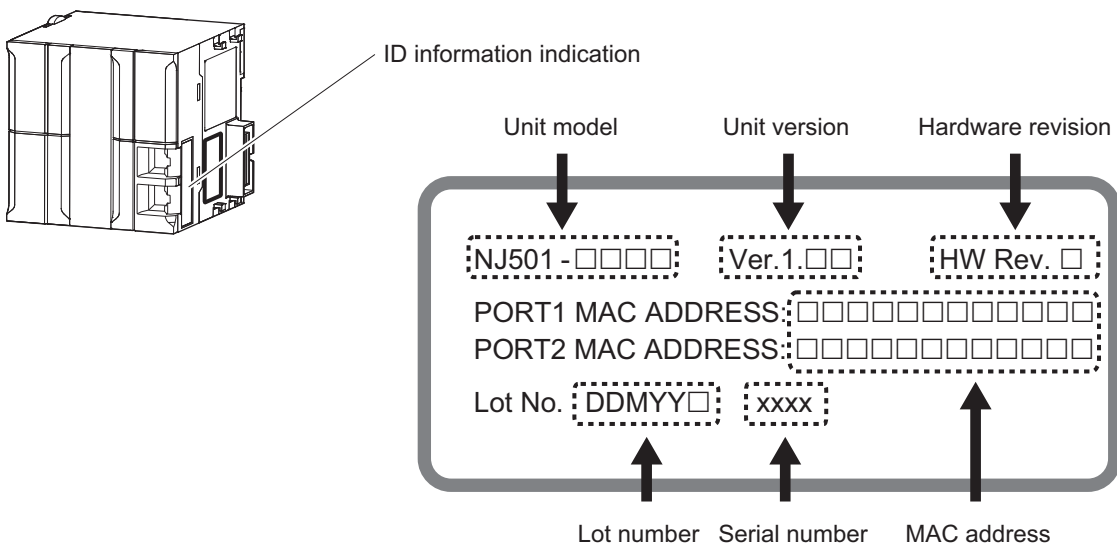 ID information indication
Unit model Unit version Hardware revision
NJ501 - □□□□ Ver.1.□□ HW Rev. □
PORT1 MAC ADDRESS: □□□□□□□□□□□□
PORT2 MAC ADDRESS: □□□□□□□□□□□□
Lot No. DDMYY□ xxxx
Lot number Serial number MAC address